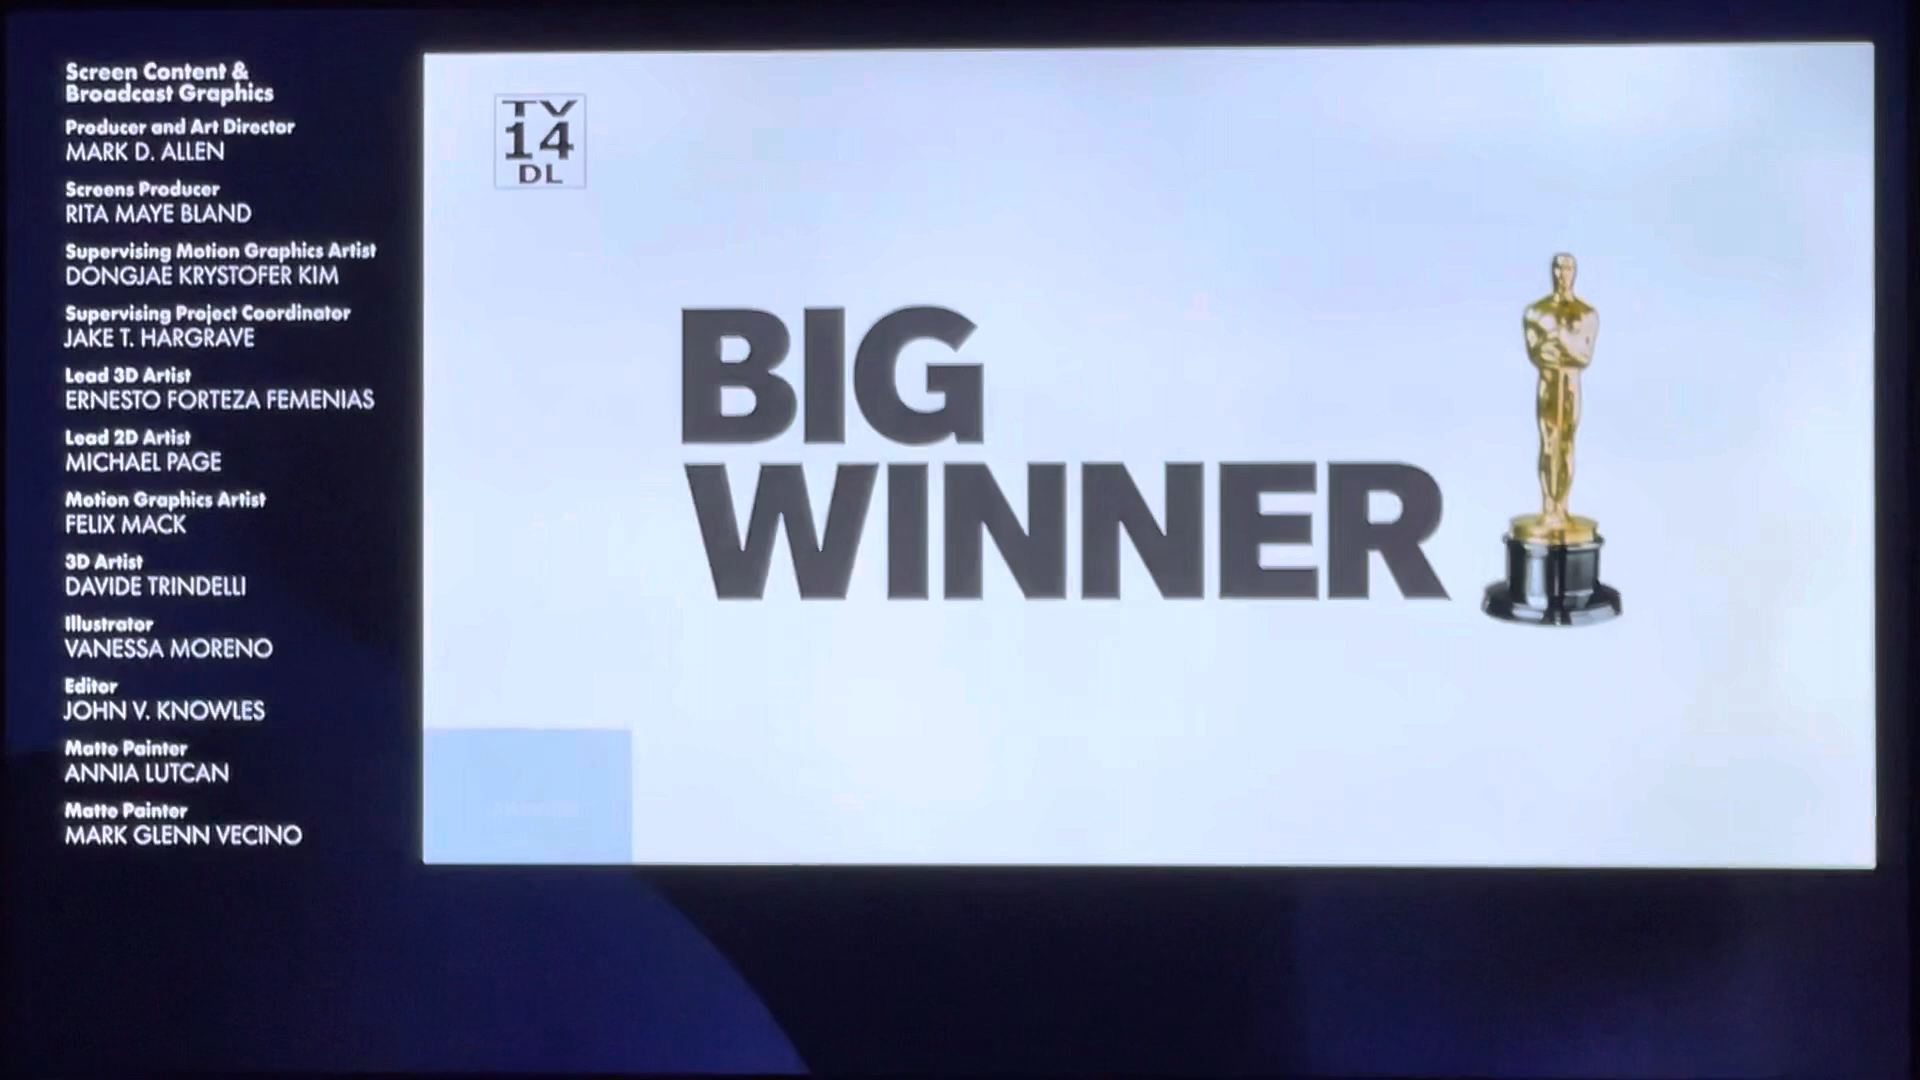 Screen Content &
Broadcast Graphics
Producer and Art Director
MARK D. ALLEN
Screens Producer
RITA MAYE BLAND
Supervising Motion Graphics Artist
DONGJAE KRYSTOFER KIM
Supervising Project Coordinator
JAKE T. HARGRAVE
Lead 3D Artist
ERNESTO FORTEZA FEMENIAS
Lead 2D Artist
MICHAEL PAGE
Motion Graphics Artist
FELIX MACK
3D Artist
DAVIDE TRINDELLI
Illustrator
VANESSA MORENO
Editor
JOHN V. KNOWLES
Matte Painter
ANNIA LUTCAN
Matte Painter
MARK GLENN VECINO
TV
14
DL
BIG
WINNER